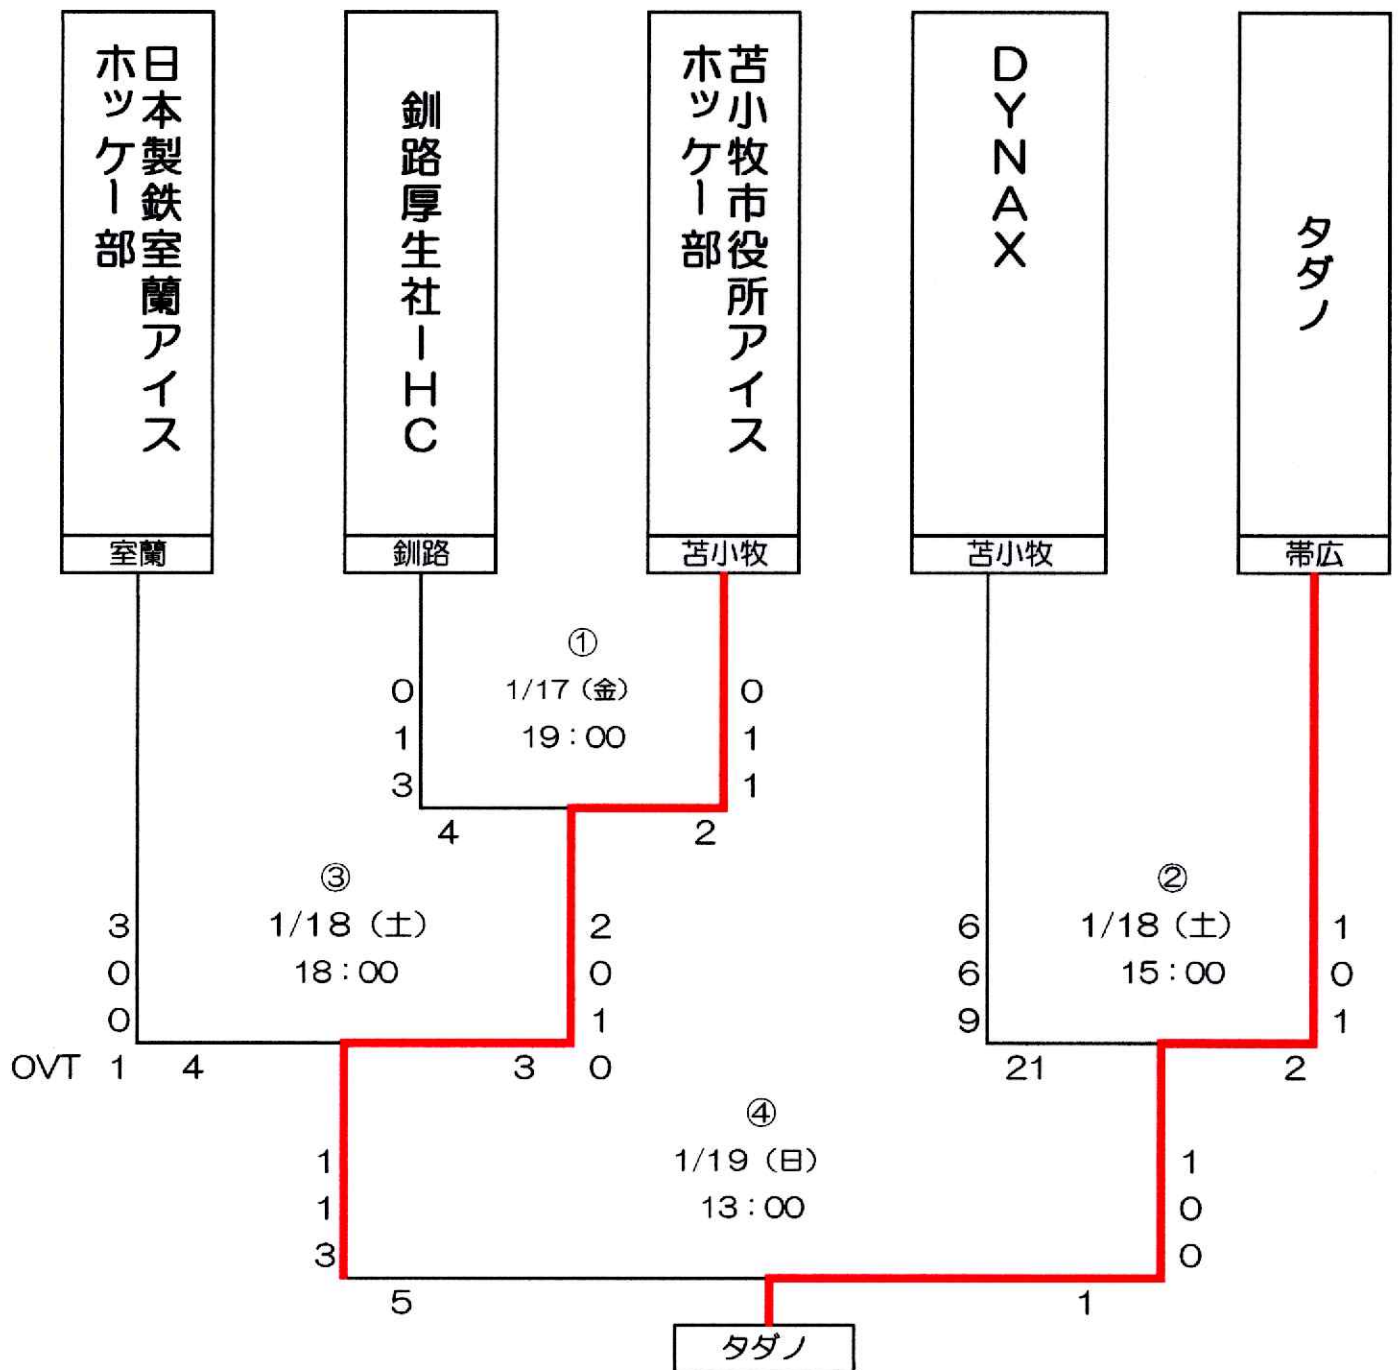 日本製鉄室蘭アイス
ホッケー部
室蘭
釧路厚生社IHC
釧路
苫小牧市役所アイス
ホッケー部
苫小牧
DYNAX
苫小牧
タダノ
帯広
①
0 1/17(金) 0
1 19:00 1
3 1
4 2
③
3 1/18(土) 2
0 18:00 0
0 1
OVT 1 4 3 0
②
6 1/18(土) 1
6 15:00 0
9 1
21 2
④
1 1/19(日) 1
1 13:00 0
3 0
5 1
タダノ